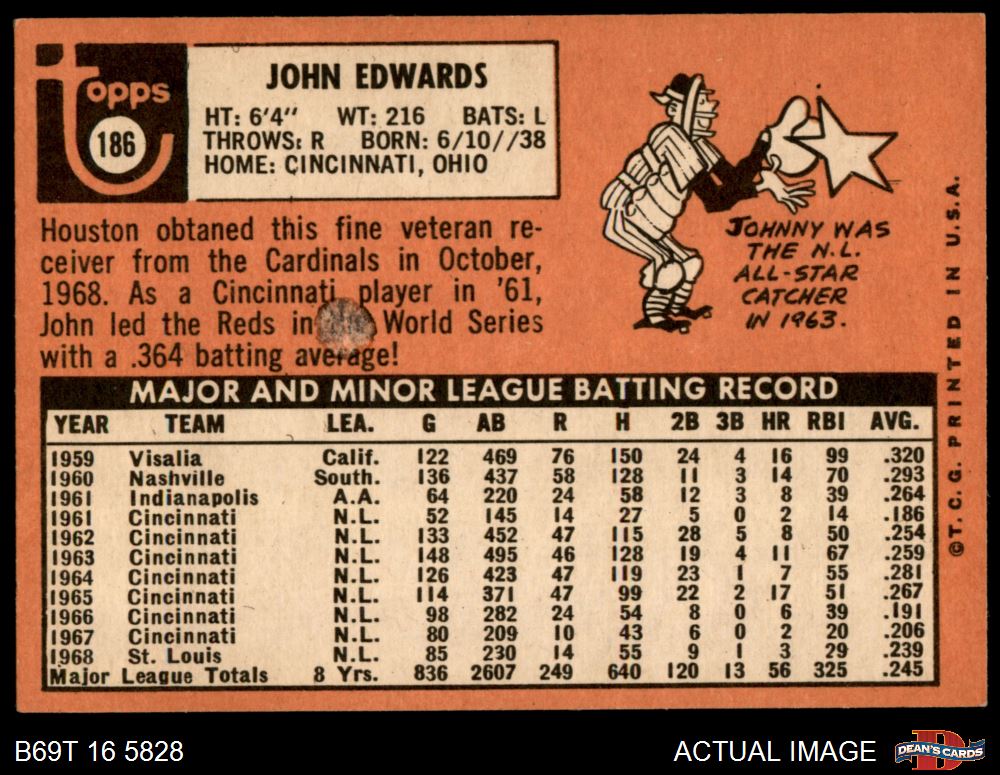 topps
186
JOHN EDWARDS
HT: 6'4" WT: 216 BATS: L
THROWS: R BORN: 6/10//38
HOME: CINCINNATI, OHIO
Houston obtaned this fine veteran re-
ceiver from the Cardinals in October,
1968. As a Cincinnati player in '61,
John led the Reds in World Series
with a .364 batting average!
JOHNNY WAS
THE N.L.
ALL-STAR
CATCHER
IN 1963.
MAJOR AND MINOR LEAGUE BATTING RECORD
YEAR TEAM LEA. G AB R H 2B 3B HR RBI AVG.
1959 Visalia Calif. 122 469 76 150 24 4 16 99 .320
1960 Nashville South. 136 437 58 128 11 3 14 70 .293
1961 Indianapolis A.A. 64 220 24 58 12 3 8 39 .264
1961 Cincinnati N.L. 52 145 14 27 5 0 2 14 .186
1962 Cincinnati N.L. 133 452 47 115 28 5 8 50 .254
1963 Cincinnati N.L. 148 495 46 128 19 4 11 67 .259
1964 Cincinnati N.L. 126 423 47 119 23 1 7 55 .281
1965 Cincinnati N.L. 114 371 47 99 22 2 17 51 .267
1966 Cincinnati N.L. 98 282 24 54 8 0 6 39 .191
1967 Cincinnati N.L. 80 209 10 43 6 0 2 20 .206
1968 St. Louis N.L. 85 230 14 55 9 1 3 29 .239
Major League Totals 8 Yrs. 836 2607 249 640 120 13 56 325 .245
©T.C.G. PRINTED IN U.S.A.
B69T 16 5828
ACTUAL IMAGE
DEAN'S CARDS